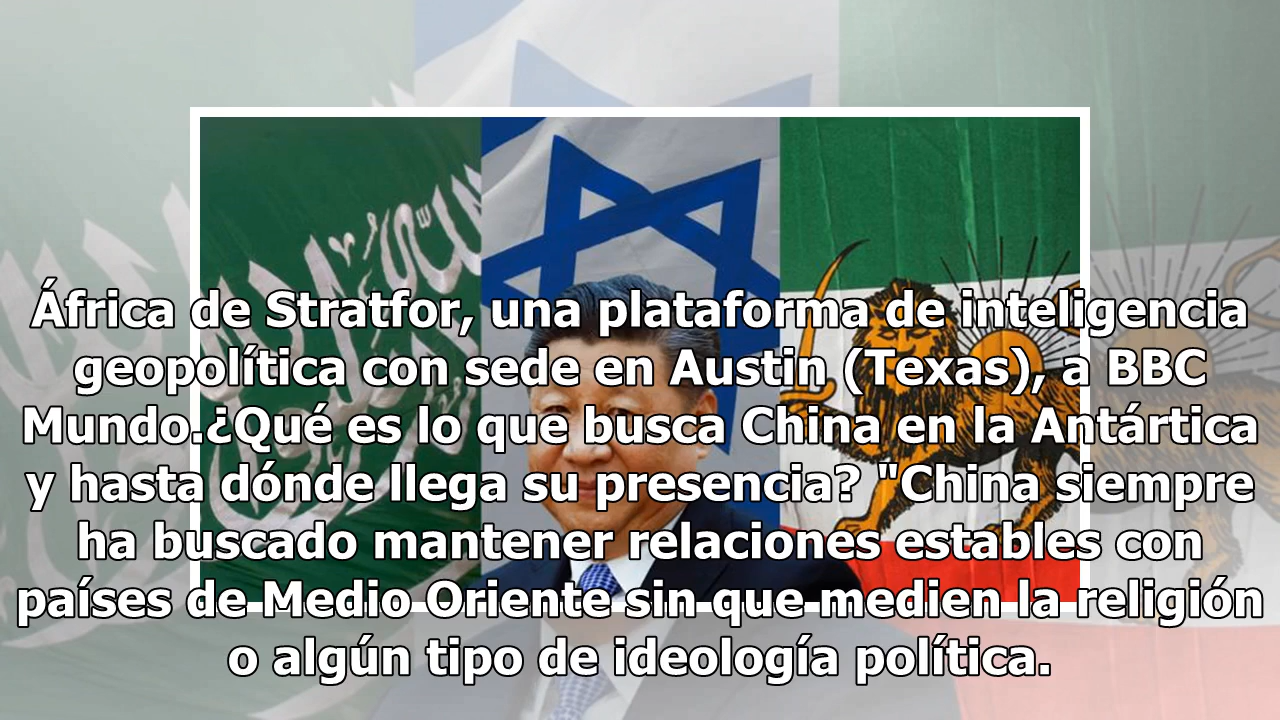 África de Stratfor, una plataforma de inteligencia
geopolítica con sede en Austin (Texas), a BBC
Mundo.¿Qué es lo que busca China en la Antártica
y hasta dónde llega su presencia? "China siempre
ha buscado mantener relaciones estables con
países de Medio Oriente sin que medien la religión
o algún tipo de ideología política.